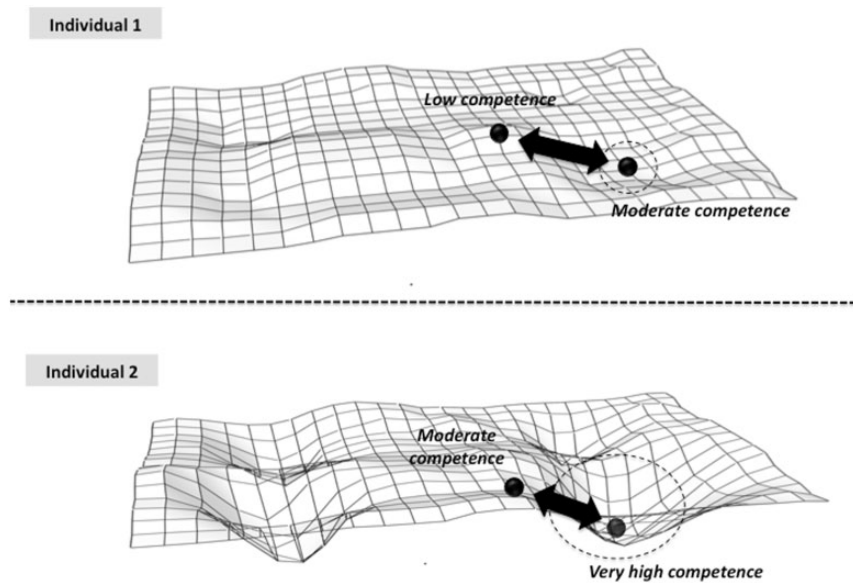 Individual 1
Low competence
Moderate competence
Individual 2
Moderate
competence
Very high competence